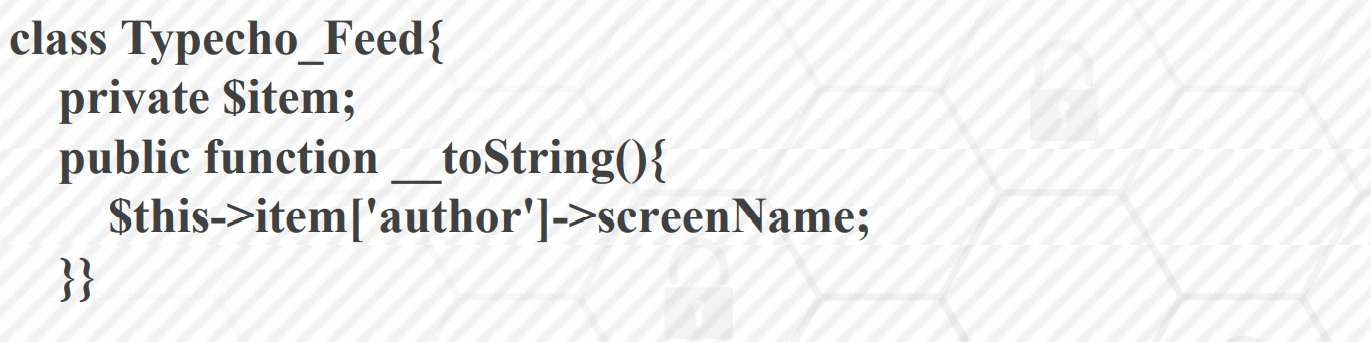 class Typecho_Feed{
private $item;
public function __toString(){
$this->item['author']->screenName;
}}